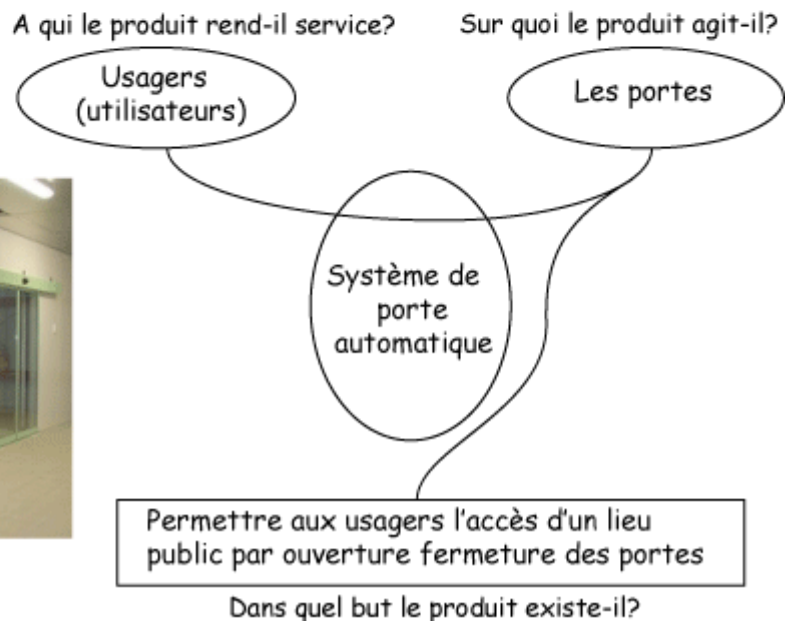 A qui le produit rend-il service?
Sur quoi le produit agit-il?
Usagers
(utilisateurs)
Les portes
Système de
porte
automatique
Permettre aux usagers l'accès d'un lieu
public par ouverture fermeture des portes
Dans quel but le produit existe-il?